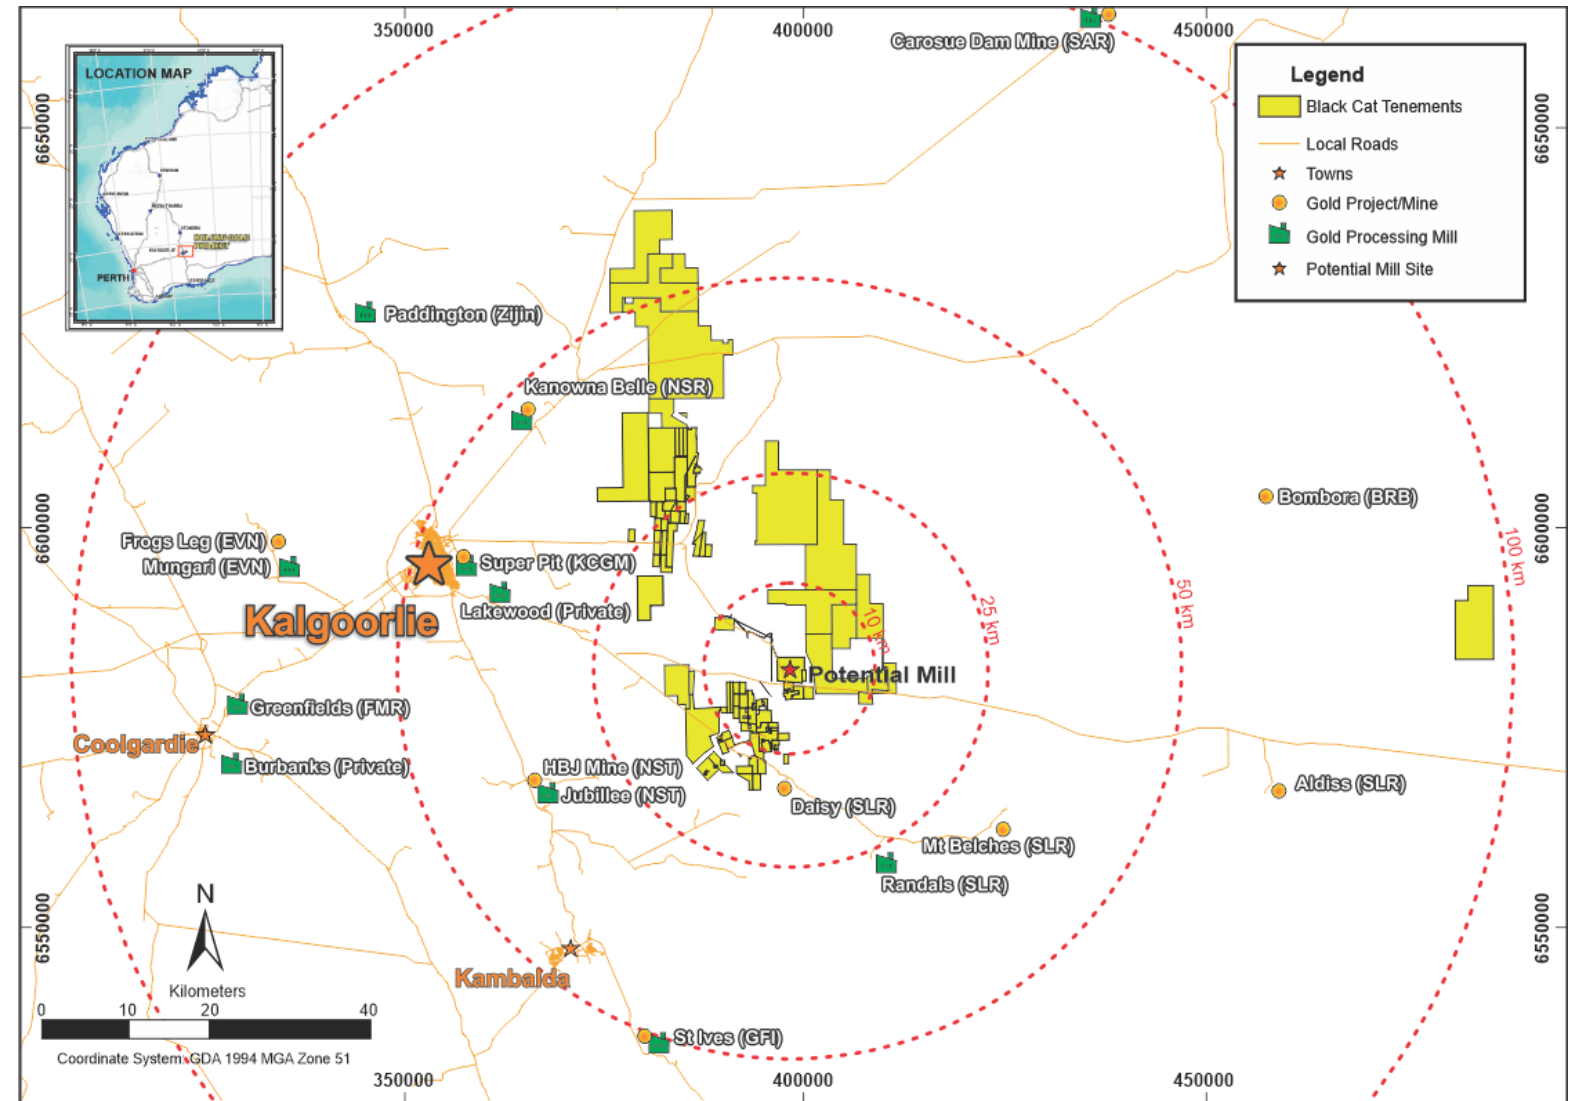 350000
400000
450000
Carosue Dam Mine (SAR)
LOCATION MAP
PERTH
BULONG GOLD
PROJECT
Legend
Black Cat Tenements
Local Roads
Towns
Gold Project/Mine
Gold Processing Mill
Potential Mill Site
6650000
6650000
Paddington (Zijin)
Kanowna Belle (NSR)
Bombora (BRB)
6600000
6600000
Frogs Leg (EVN)
Mungari (EVN)
Super Pit (KCGM)
Lakewood (Private)
Kalgoorlie
100 km
50 km
25 km
10 km
Potential Mill
Greenfields (FMR)
Coolgardie
Burbanks (Private)
HBJ Mine (NST)
Jubillee (NST)
Daisy (SLR)
Aldiss (SLR)
Mt Belches (SLR)
Randals (SLR)
6550000
6550000
N
Kambalda
Kilometers
0 10 20 40
St Ives (GFI)
Coordinate System: GDA 1994 MGA Zone 51
350000
400000
450000